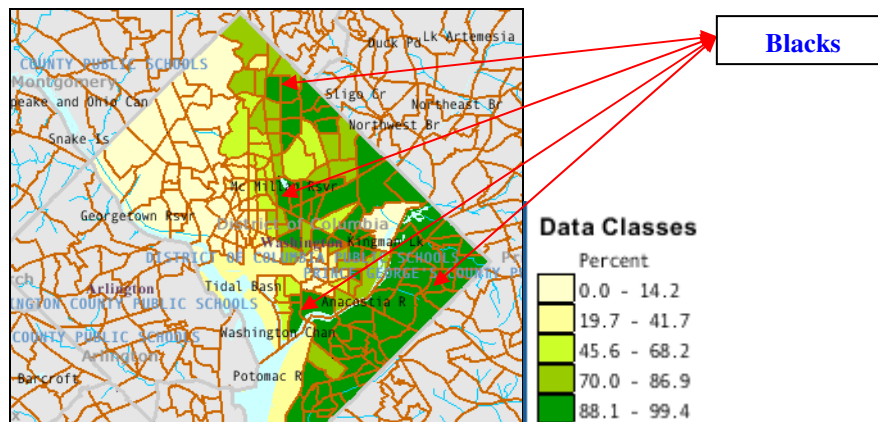 Duck Pd
Lk Artemesia
Blacks
COUNTY PUBLIC SCHOOLS
Montgomery
peake and Ohio Can
Sligo Cr
Northeast Br
Northwest Br
Snake Is
Mc Millan Rsvr
Georgetown Rsvr
District of Columbia
Washington
Kingman Lk
DISTRICT OF COLUMBIA PUBLIC SCHOOLS
PRINCE GEORGE'S COUNTY P
rch
Arlington
Tidal Basn
INGTON COUNTY PUBLIC SCHOOLS
Anacostia R
Washington Chan
COUNTY PUBLIC SCHOOLS
Arlington
Barcroft
Potomac R
Data Classes
Percent
0.0 - 14.2
19.7 - 41.7
45.6 - 68.2
70.0 - 86.9
88.1 - 99.4